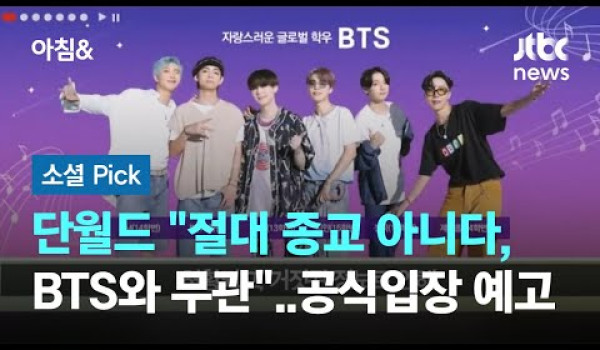 자랑스러운 글로벌 학우 BTS
아침&
jtbc
news
소셜 Pick
단월드 "절대 종교 아니다,
BTS와 무관"..공식입장 예고